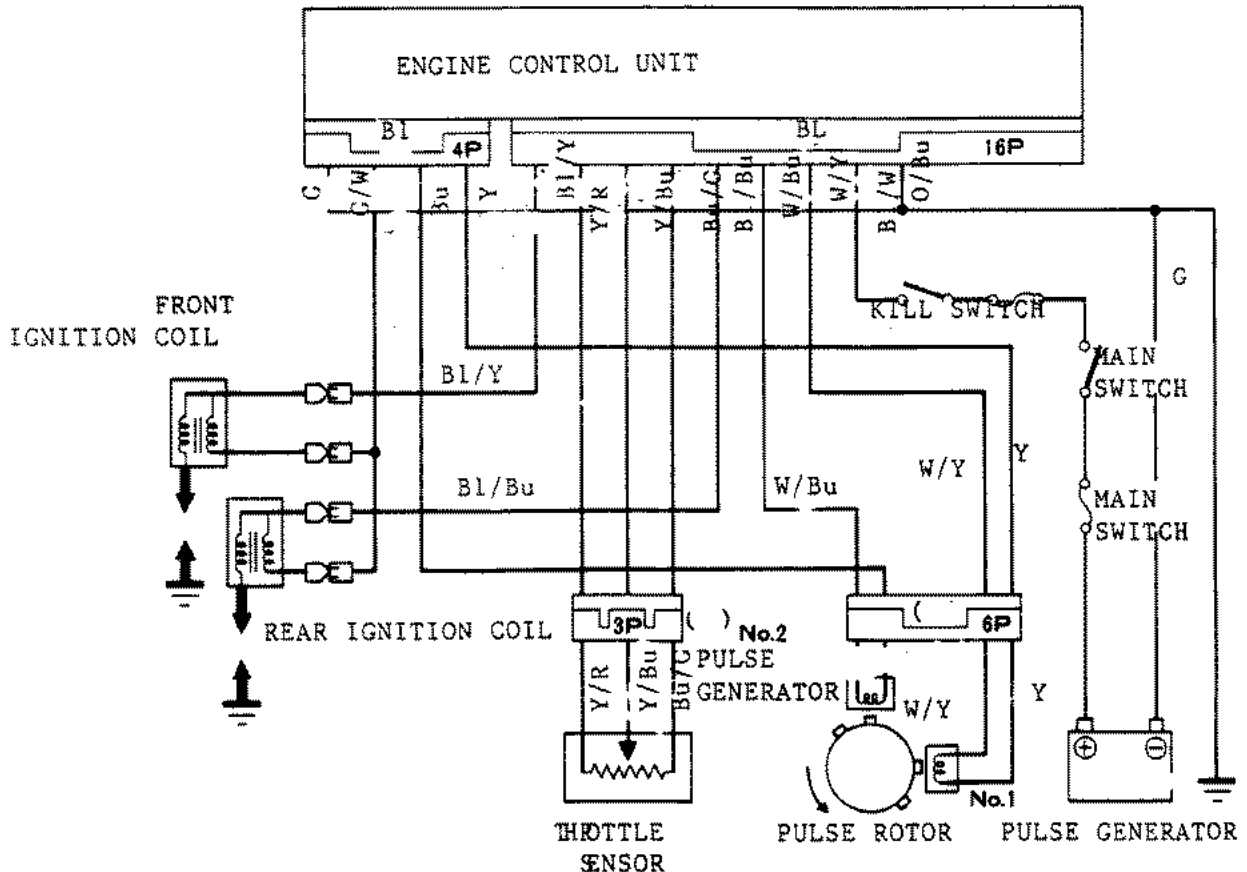 ENGINE CONTROL UNIT
Bl
4P
BL
16P
G
G/W
Bu
Y
Bl/Y
Y/R
Y/Bu
Bu/G
B /Bu
W/Bu
W/Y
B /W
O/Bu
G
FRONT
IGNITION COIL
KILL SWITCH
MAIN
SWITCH
Bl/Y
Bl/Bu
W/Bu
W/Y
Y
MAIN
SWITCH
REAR IGNITION COIL
3P
( )
No.2
PULSE
GENERATOR
(
6P
Y/R
Y/Bu
Bu/G
W/Y
Y
+
−
No.1
THROTTLE
SENSOR
PULSE ROTOR
PULSE GENERATOR